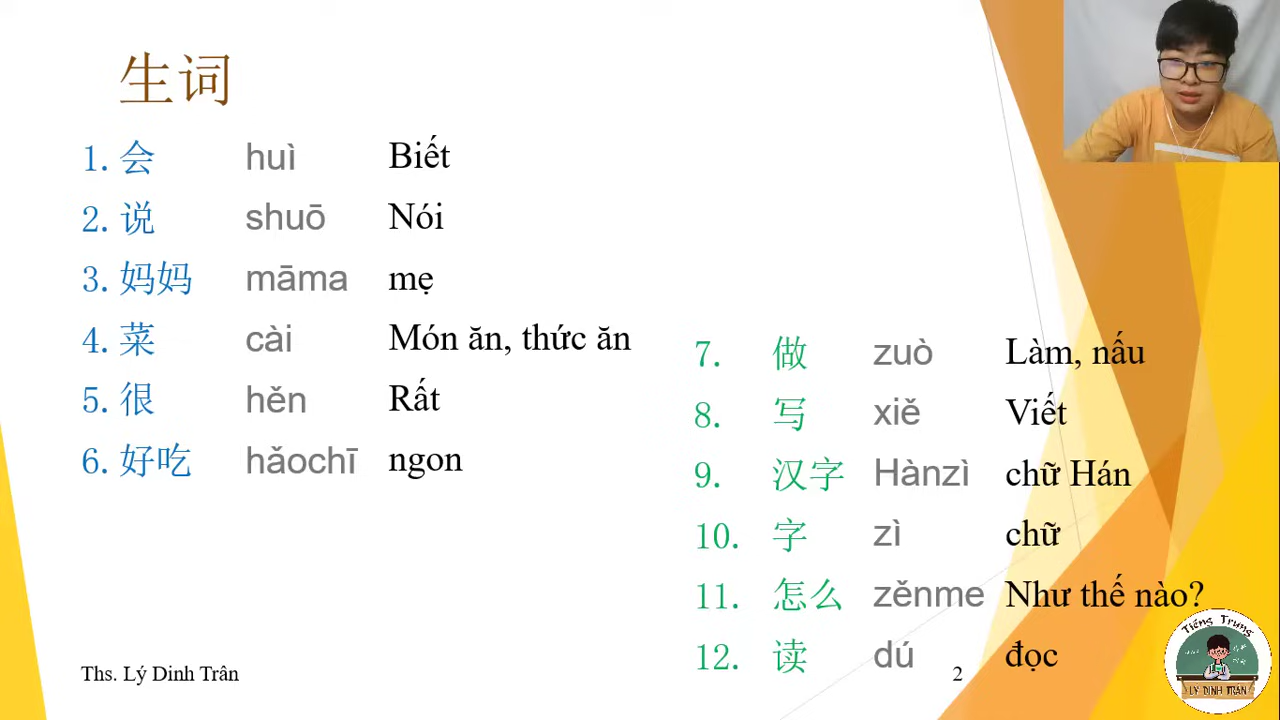 生词
1. 会 huì Biết
2. 说 shuō Nói
3. 妈妈 māma mẹ
4. 菜 cài Món ăn, thức ăn
5. 很 hěn Rất
6. 好吃 hǎochī ngon
7. 做 zuò Làm, nấu
8. 写 xiě Viết
9. 汉字 Hànzì chữ Hán
10. 字 zì chữ
11. 怎么 zěnme Như thế nào?
12. 读 dú đọc
Ths. Lý Dinh Trân
2
Tiếng Trung
LÝ DINH TRÂN